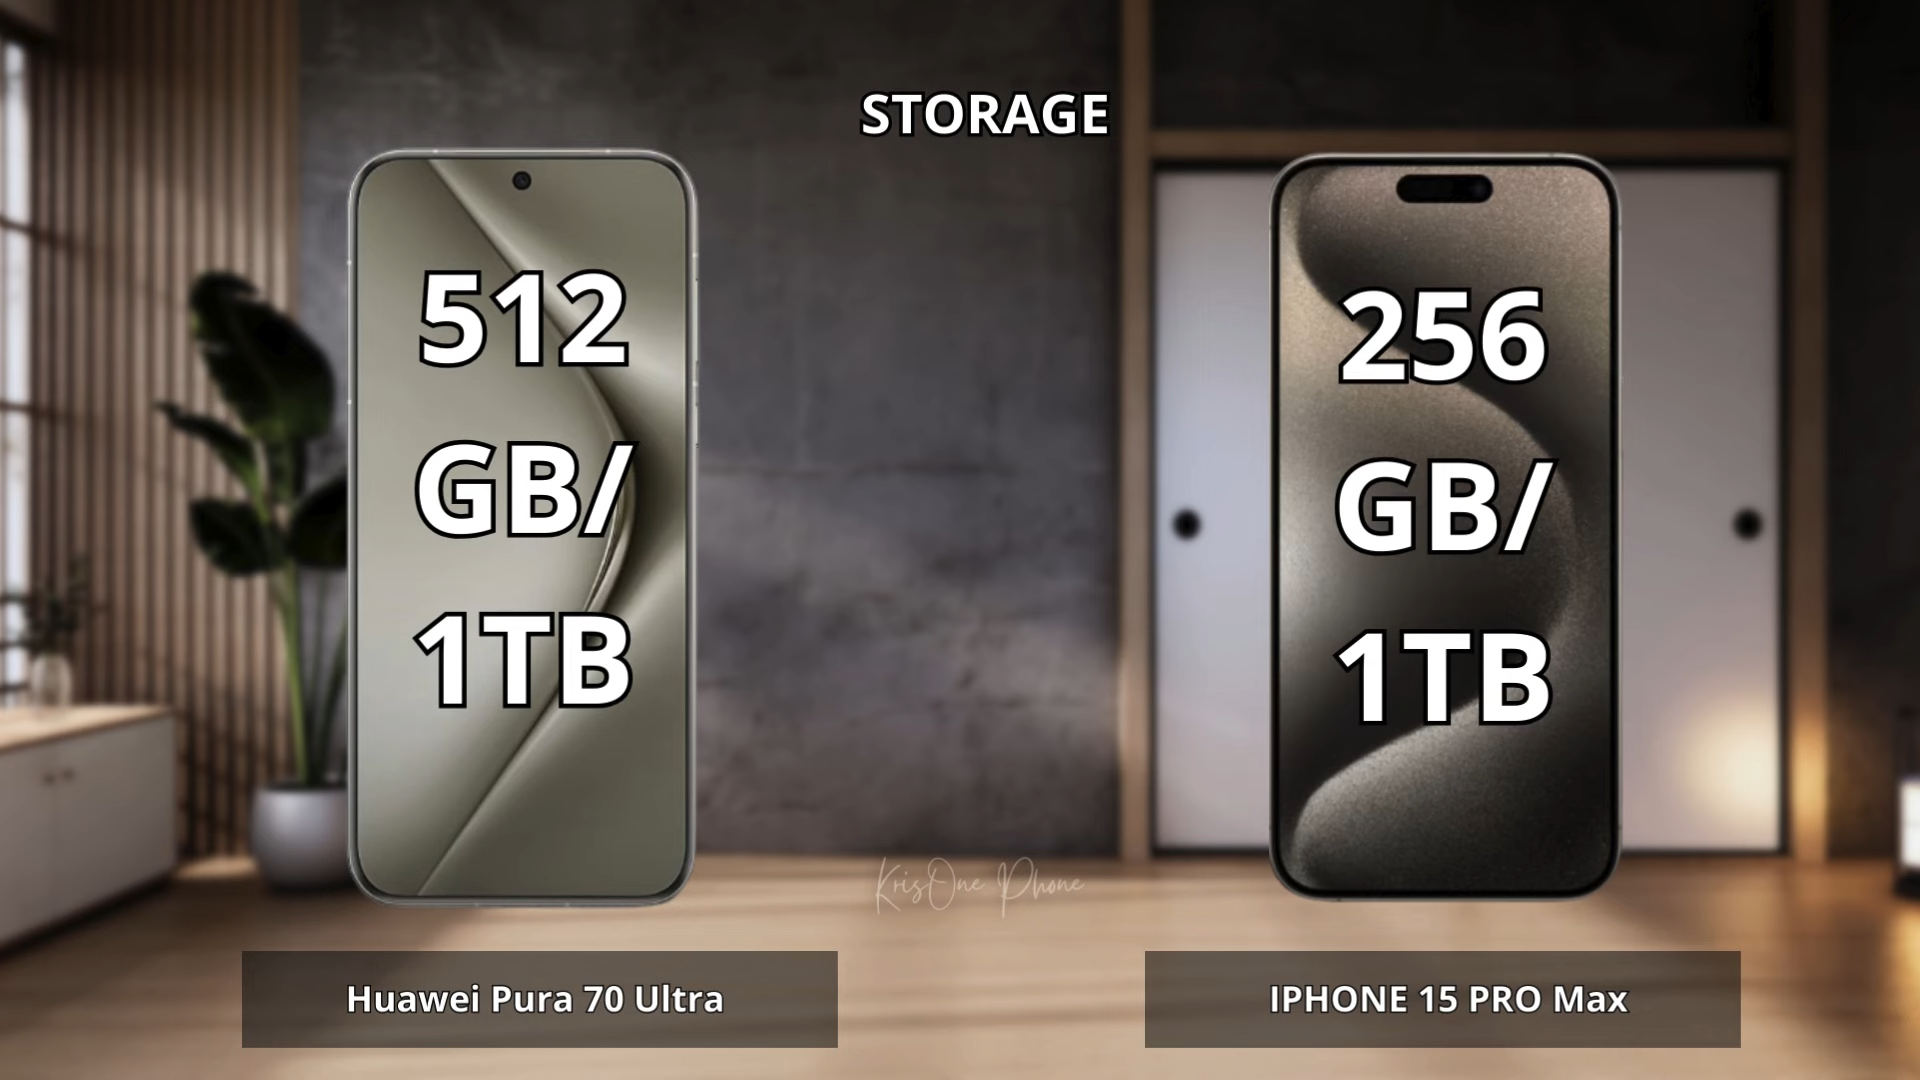 STORAGE
512
GB/
1TB
256
GB/
1TB
KrisOne Phone
Huawei Pura 70 Ultra
IPHONE 15 PRO Max